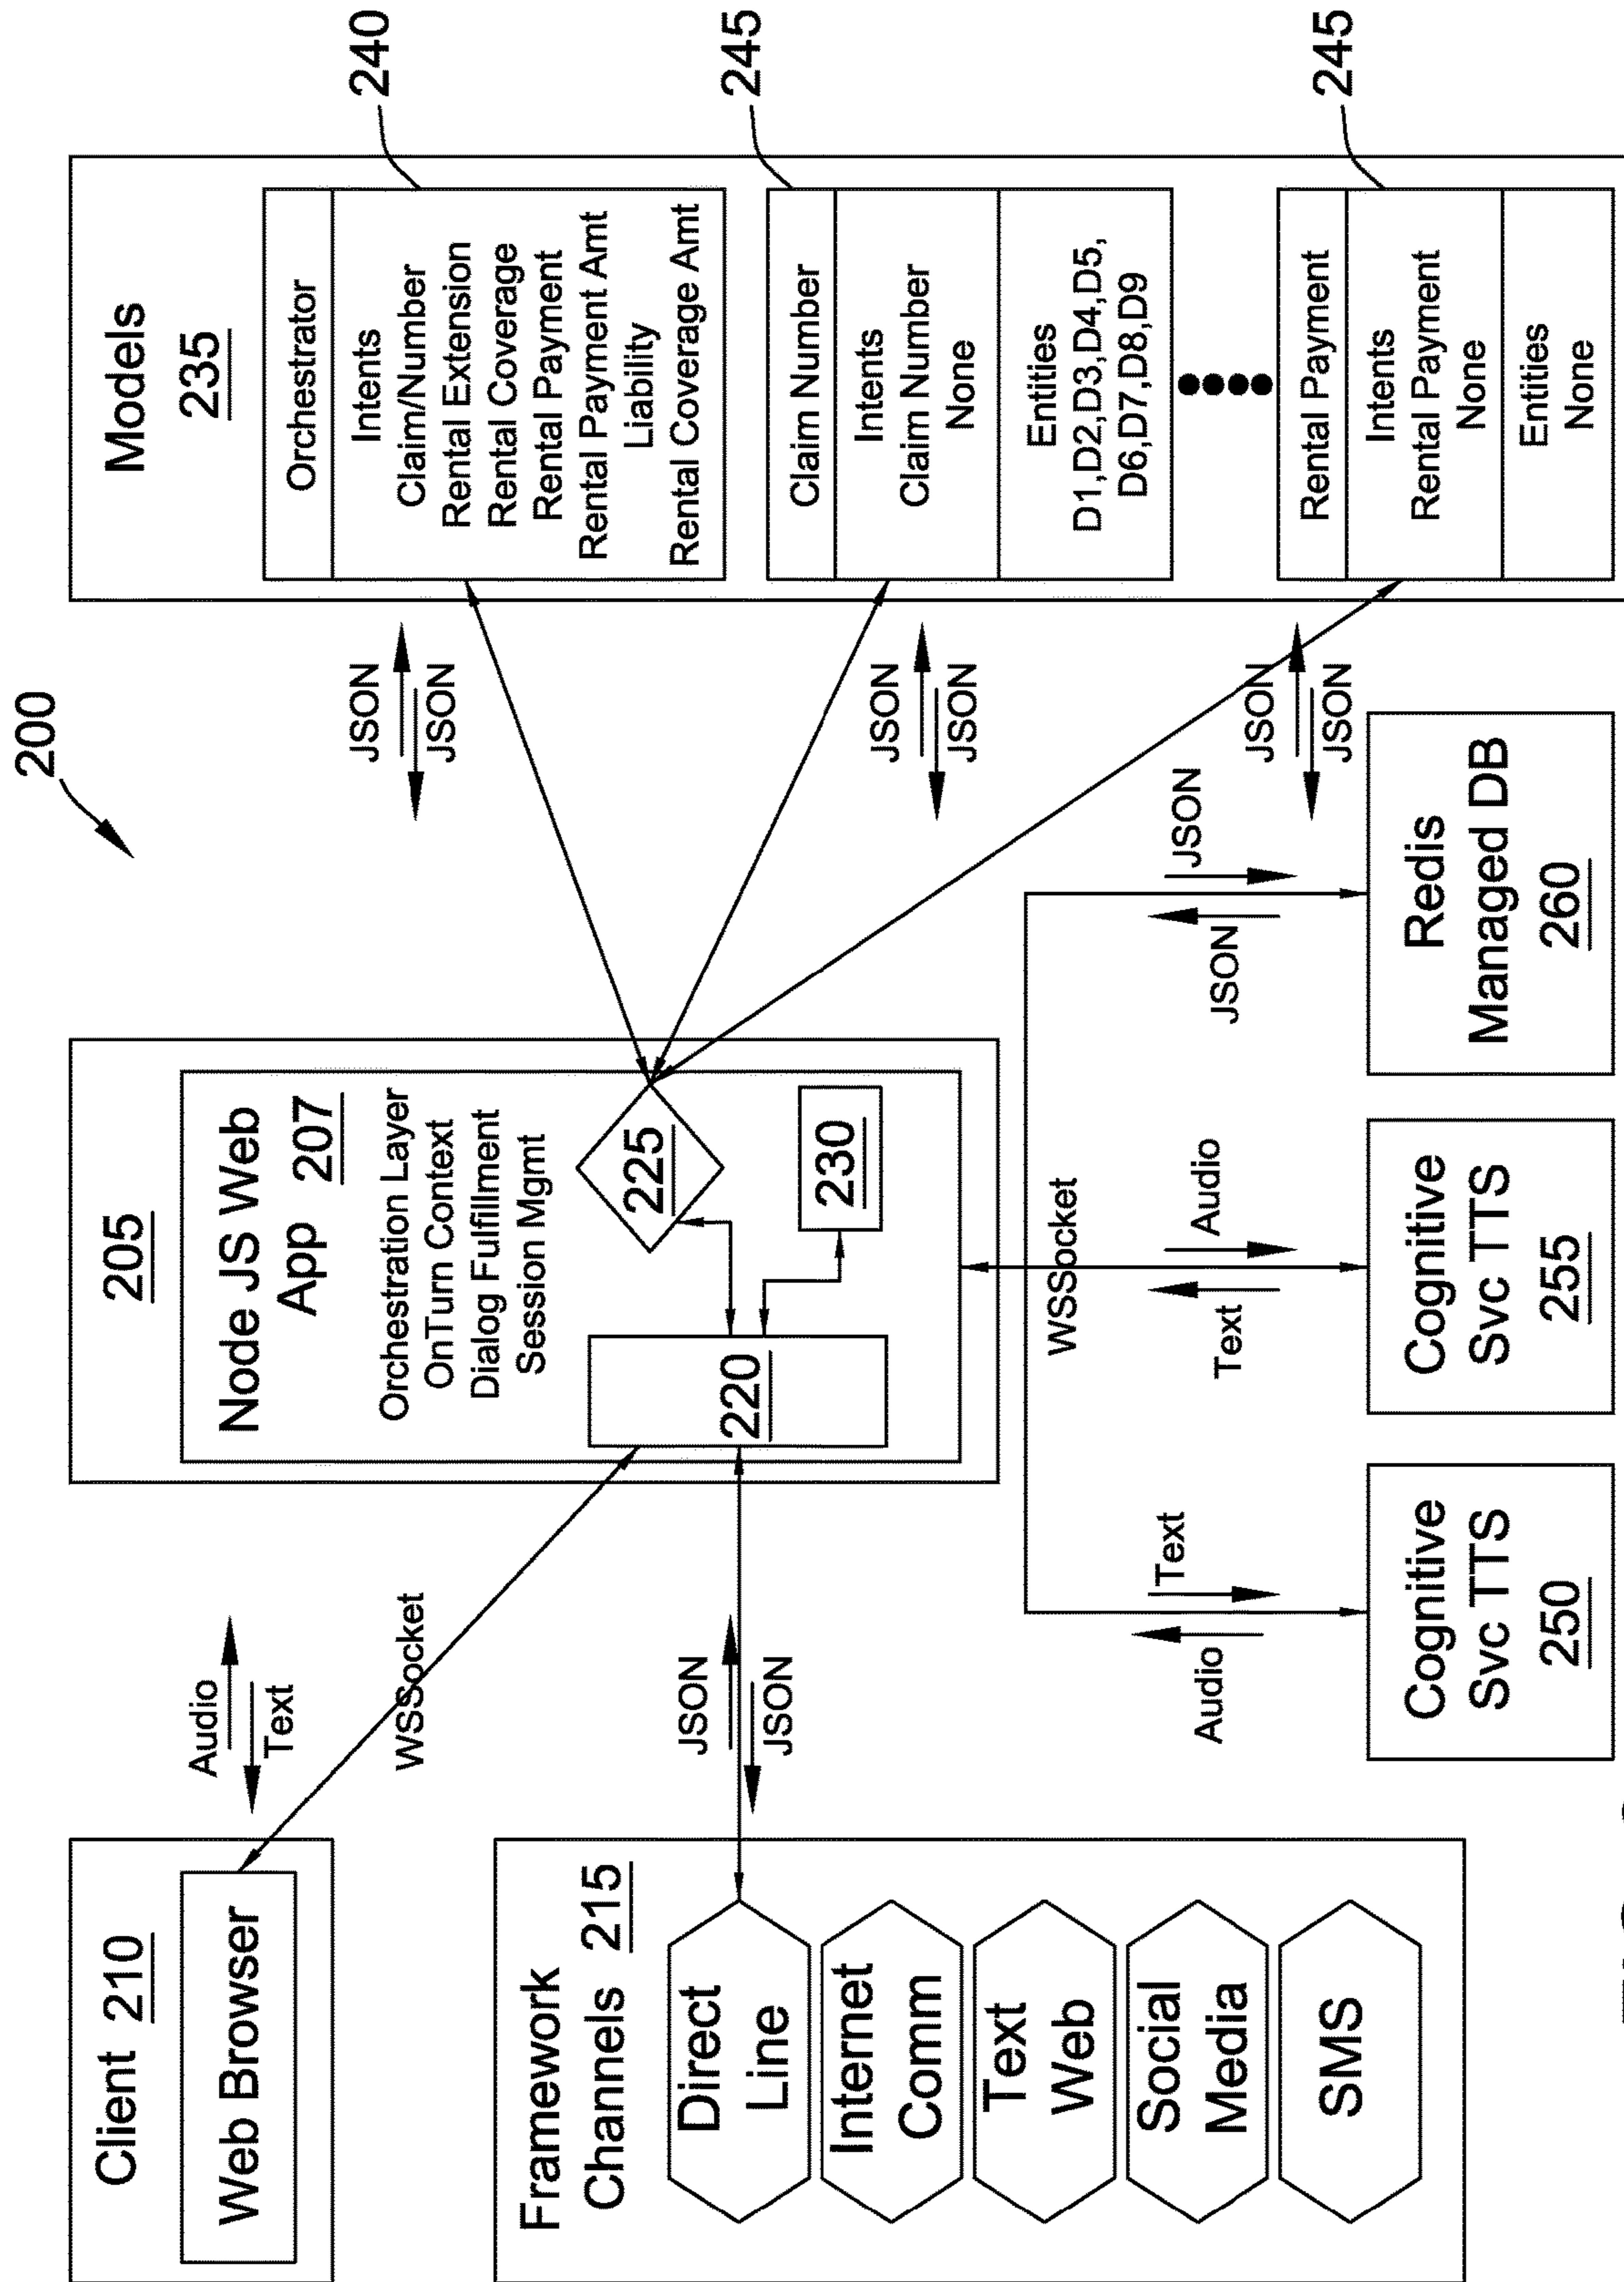 200
Client 210
Web Browser
Audio
Text
WSSocket
Framework
Channels 215
Direct
Line
Internet
Comm
Text
Web
Social
Media
SMS
JSON
JSON
205
Node JS Web
App 207
Orchestration Layer
OnTurn Context
Dialog Fulfillment
Session Mgmt
220
225
230
JSON
JSON
JSON
JSON
JSON
JSON
Models
235
240
Orchestrator
Intents
Claim/Number
Rental Extension
Rental Coverage
Rental Payment
Rental Payment Amt
Liability
Rental Coverage Amt
245
Claim Number
Intents
Claim Number
None
Entities
D1,D2,D3,D4,D5,
D6,D7,D8,D9
245
Rental Payment
Intents
Rental Payment
None
Entities
None
WSSocket
Audio
Text
Text
Audio
JSON
JSON
Cognitive
Svc TTS
250
Cognitive
Svc TTS
255
Redis
Managed DB
260